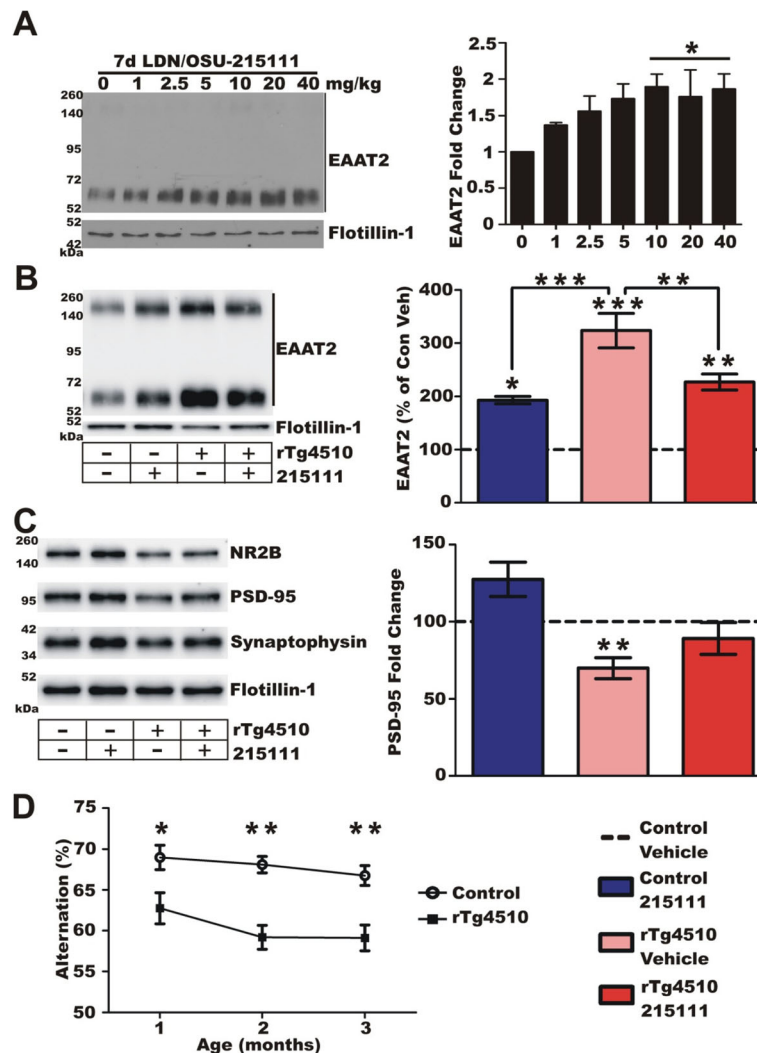 A
7d LDN/OSU-215111
0 1 2.5 5 10 20 40 mg/kg
260
140
95
72
52
EAAT2
52
42
kDa
Flotillin-1
EAAT2 Fold Change
2.5
2
1.5
1
0
*
0 1 2.5 5 10 20 40
B
260
140
95
72
52
EAAT2
52
kDa
Flotillin-1
- - + + rTg4510
- + - + 215111
EAAT2 (% of Con Veh)
400
300
200
100
0
*** **
* *** **
C
260
140
NR2B
95
PSD-95
42
34
Synaptophysin
52
kDa
Flotillin-1
- - + + rTg4510
- + - + 215111
PSD-95 Fold Change
150
100
50
0
**
D
Alternation (%)
75
70
65
60
55
50
* ** **
1 2 3
Age (months)
Control
rTg4510
Control
Vehicle
Control
215111
rTg4510
Vehicle
rTg4510
215111